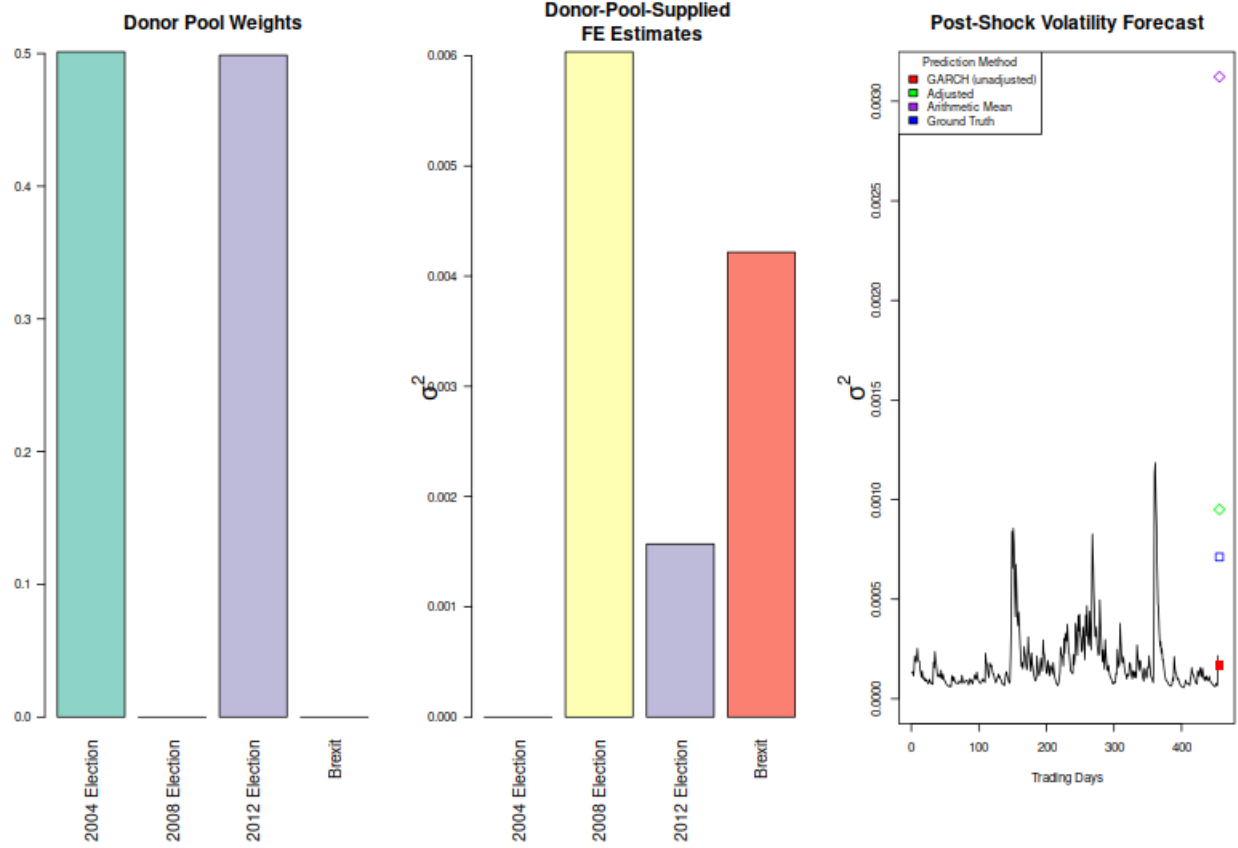 Donor Pool Weights
0.5
0.4
0.3
0.2
0.1
0.0
2004 Election
2008 Election
2012 Election
Brexit
Donor-Pool-Supplied
FE Estimates
σ2
0.006
0.005
0.004
0.003
0.002
0.001
0.000
2004 Election
2008 Election
2012 Election
Brexit
Post-Shock Volatility Forecast
Prediction Method
GARCH (unadjusted)
Adjusted
Arithmetic Mean
Ground Truth
σ2
0.0030
0.0025
0.0020
0.0015
0.0010
0.0005
0.0000
0
100
200
300
400
Trading Days